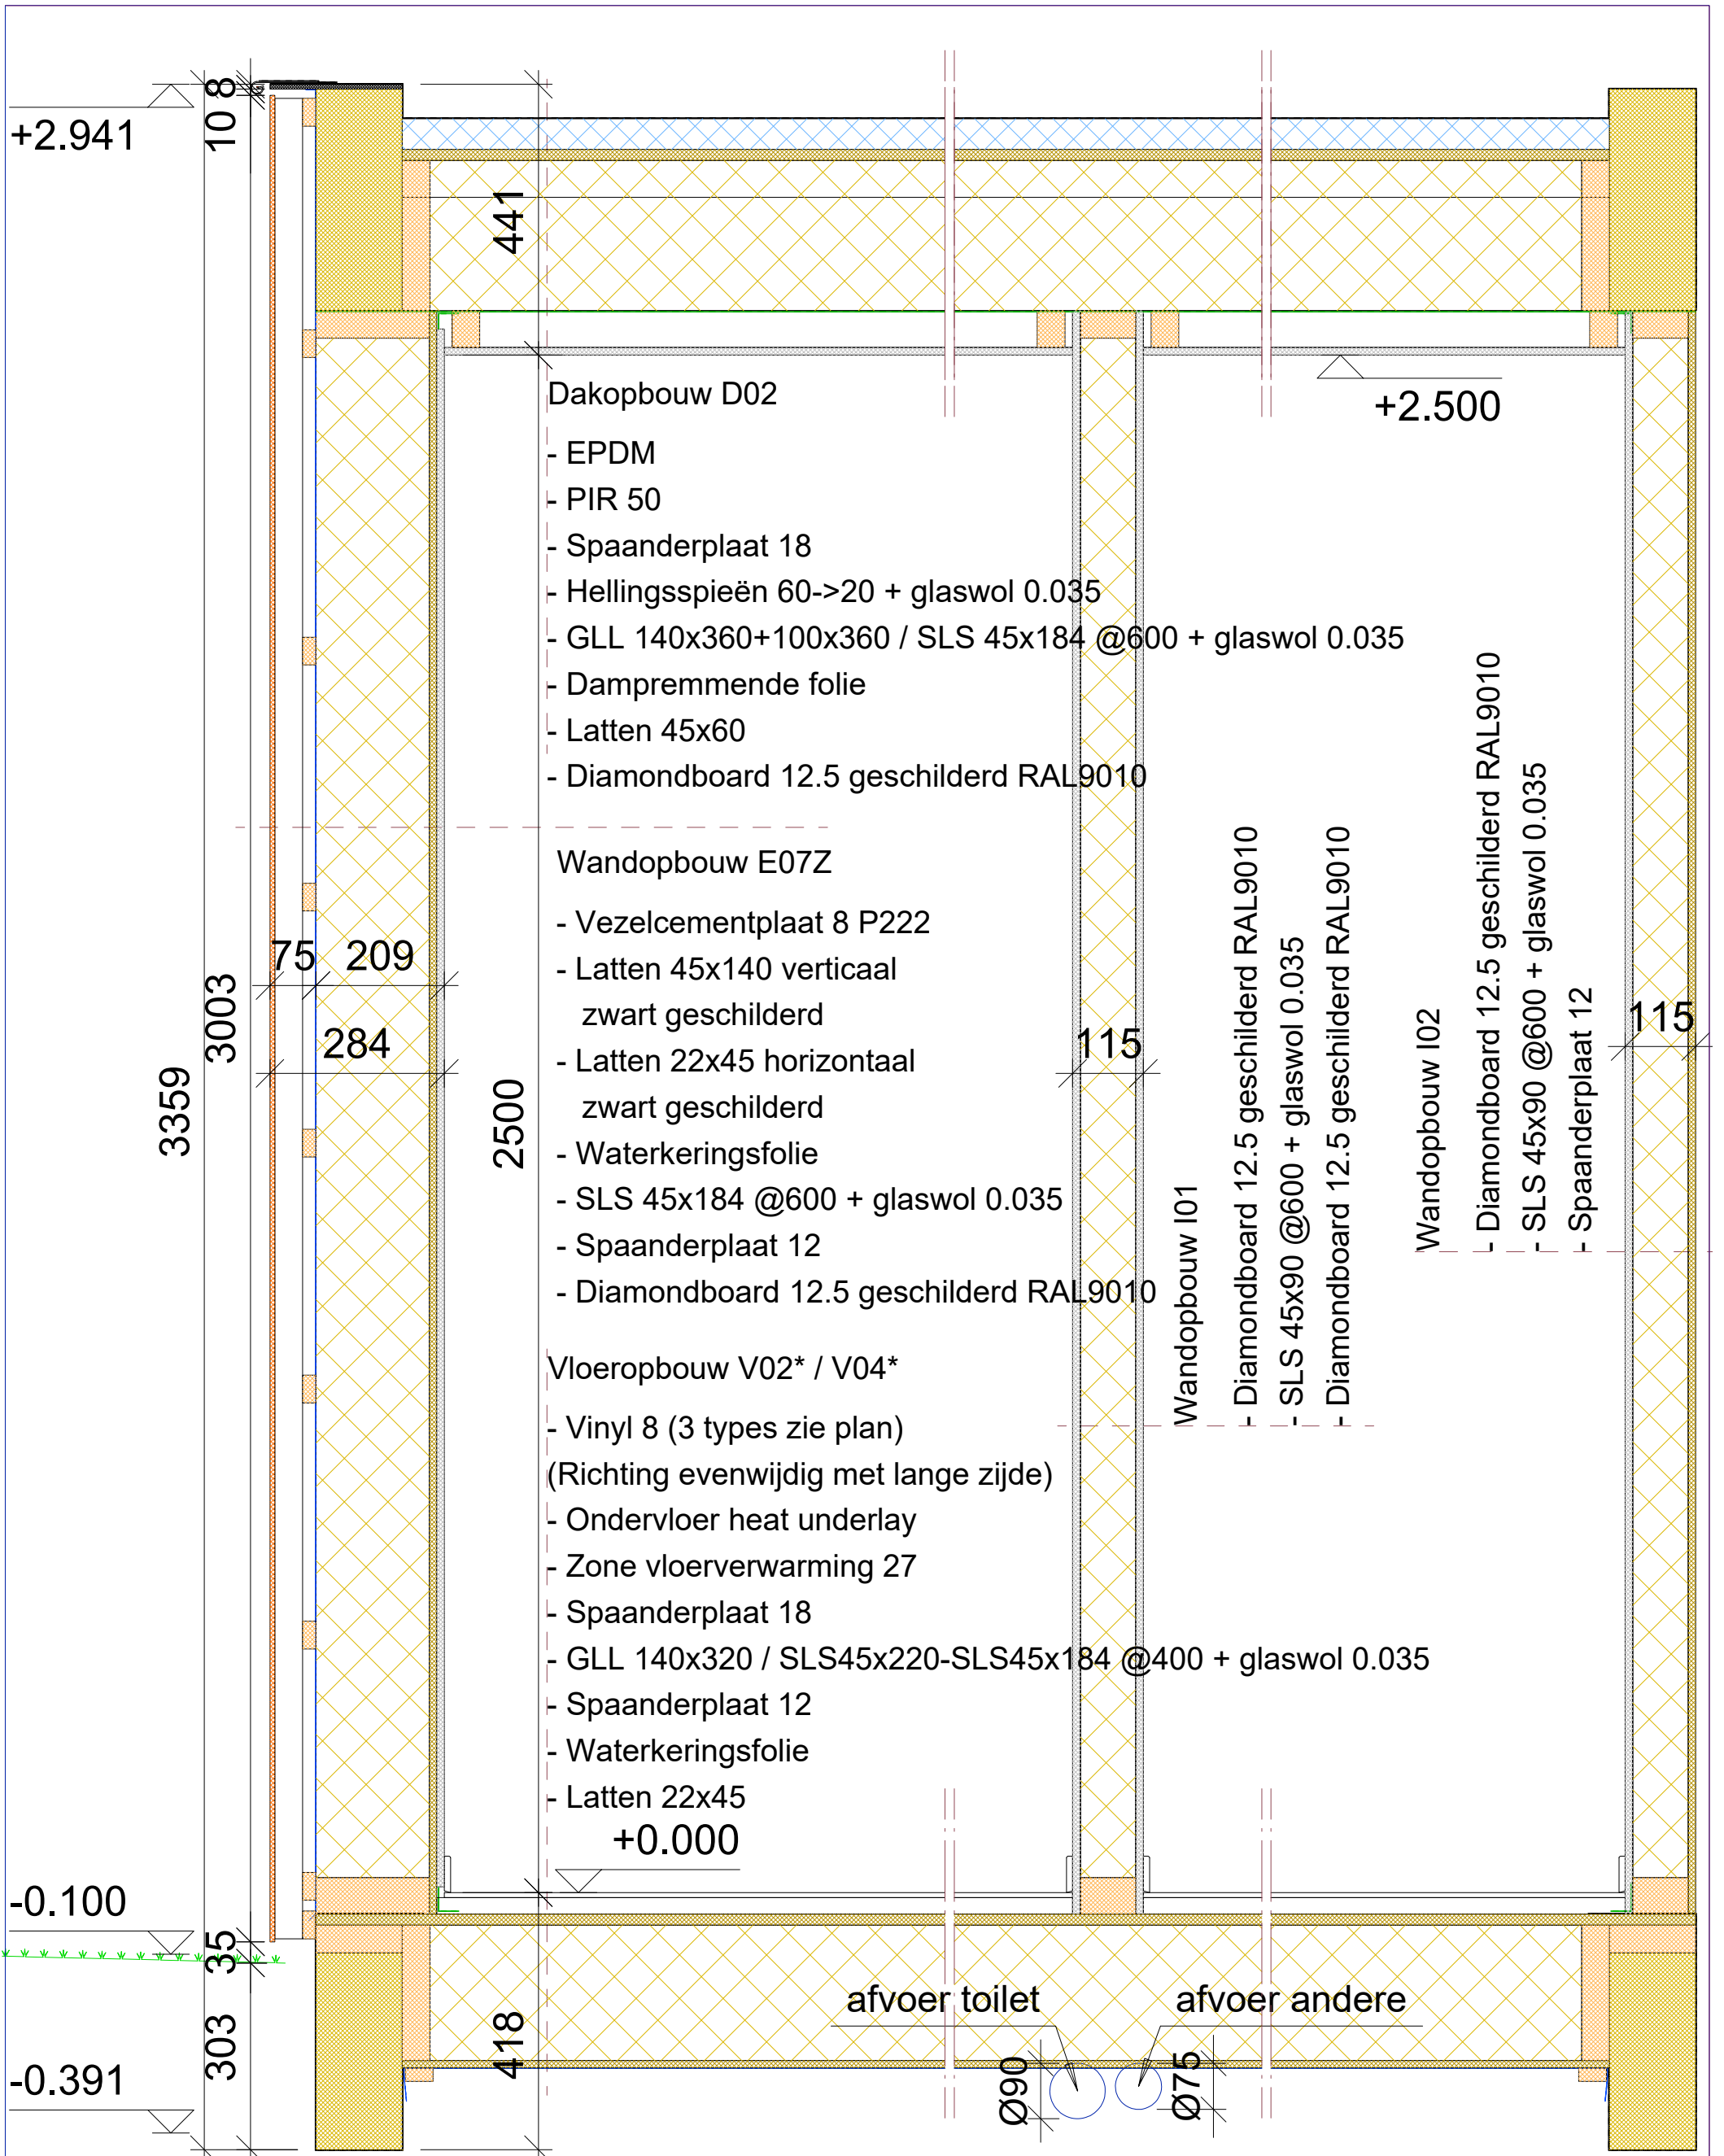 8
10
+2.941
441
+2.500
Dakopbouw D02
- EPDM
- PIR 50
- Spaanderplaat 18
- Hellingsspieën 60->20 + glaswol 0.035
- GLL 140x360+100x360 / SLS 45x184 @600 + glaswol 0.035
- Dampremmende folie
- Latten 45x60
- Diamondboard 12.5 geschilderd RAL9010
Wandopbouw E07Z
- Vezelcementplaat 8 P222
- Latten 45x140 verticaal
zwart geschilderd
- Latten 22x45 horizontaal
zwart geschilderd
- Waterkeringsfolie
- SLS 45x184 @600 + glaswol 0.035
- Spaanderplaat 12
- Diamondboard 12.5 geschilderd RAL9010
75
209
284
3003
3359
2500
115
115
Wandopbouw I01
- Diamondboard 12.5 geschilderd RAL9010
- SLS 45x90 @600 + glaswol 0.035
- Diamondboard 12.5 geschilderd RAL9010
Wandopbouw I02
- Diamondboard 12.5 geschilderd RAL9010
- SLS 45x90 @600 + glaswol 0.035
- Spaanderplaat 12
Vloeropbouw V02* / V04*
- Vinyl 8 (3 types zie plan)
(Richting evenwijdig met lange zijde)
- Ondervloer heat underlay
- Zone vloerverwarming 27
- Spaanderplaat 18
- GLL 140x320 / SLS45x220-SLS45x184 @400 + glaswol 0.035
- Spaanderplaat 12
- Waterkeringsfolie
- Latten 22x45
+0.000
-0.100
35
303
-0.391
418
afvoer toilet
afvoer andere
Ø90
Ø75